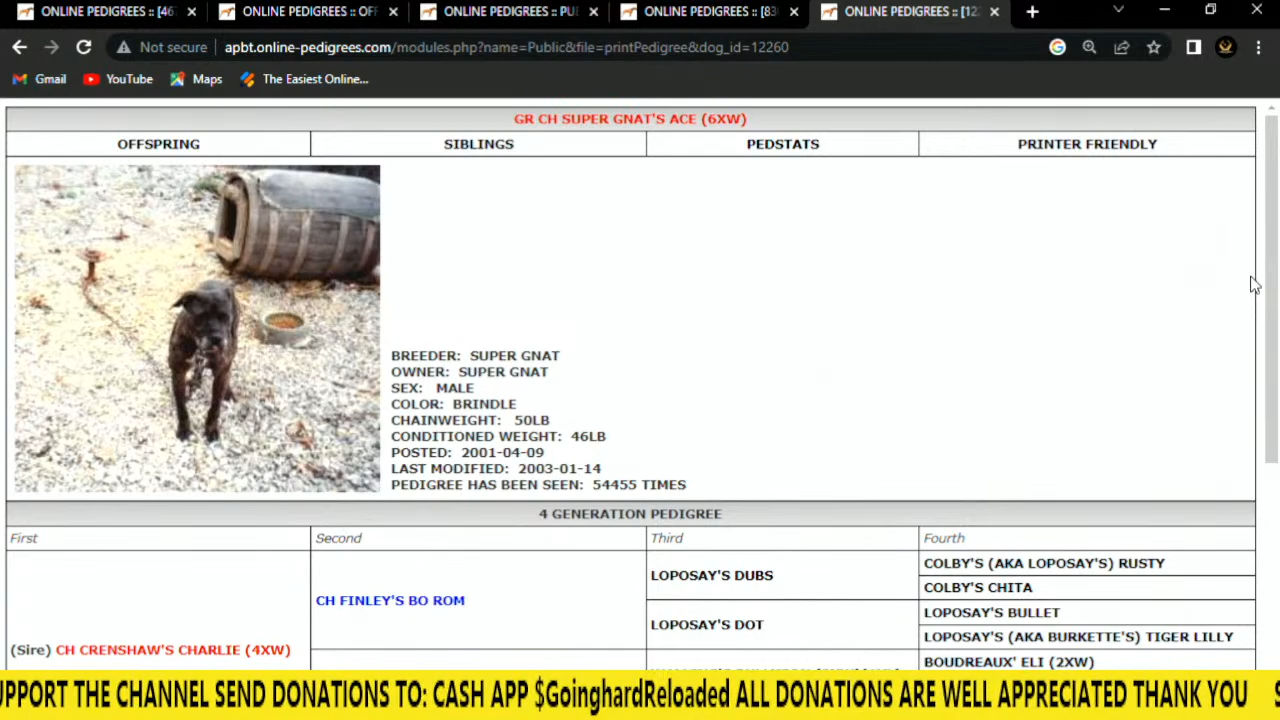 ONLINE PEDIGREES :: [46
ONLINE PEDIGREES :: OFF
ONLINE PEDIGREES :: PUB
ONLINE PEDIGREES :: [83
ONLINE PEDIGREES :: [12
Not secure apbt.online-pedigrees.com/modules.php?name=Public&file=printPedigree&dog_id=12260
Gmail YouTube Maps The Easiest Online...
GR CH SUPER GNAT'S ACE (6XW)
OFFSPRING SIBLINGS PEDSTATS PRINTER FRIENDLY
BREEDER: SUPER GNAT
OWNER: SUPER GNAT
SEX: MALE
COLOR: BRINDLE
CHAINWEIGHT: 50LB
CONDITIONED WEIGHT: 46LB
POSTED: 2001-04-09
LAST MODIFIED: 2003-01-14
PEDIGREE HAS BEEN SEEN: 54455 TIMES
4 GENERATION PEDIGREE
First Second Third Fourth
COLBY'S (AKA LOPOSAY'S) RUSTY
LOPOSAY'S DUBS
COLBY'S CHITA
CH FINLEY'S BO ROM
LOPOSAY'S BULLET
LOPOSAY'S DOT
LOPOSAY'S (AKA BURKETTE'S) TIGER LILLY
(Sire) CH CRENSHAW'S CHARLIE (4XW)
BOUDREAUX' ELI (2XW)
UPPORT THE CHANNEL SEND DONATIONS TO: CASH APP $GoinghardReloaded ALL DONATIONS ARE WELL APPRECIATED THANK YOU S